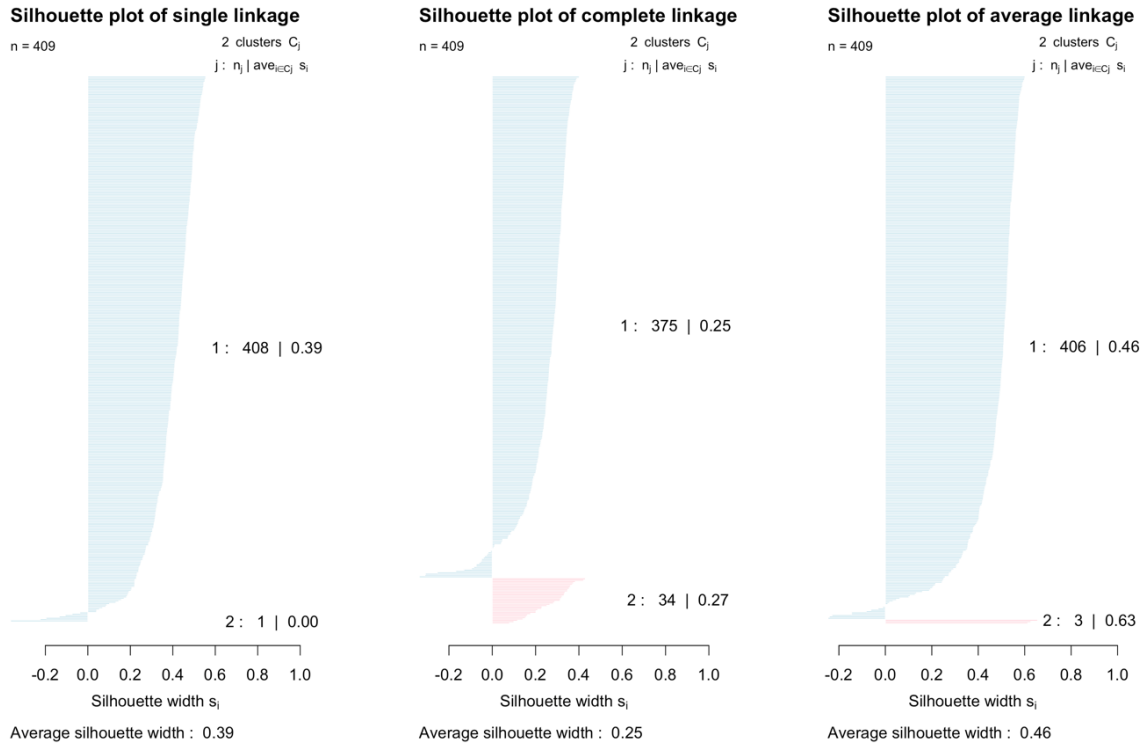 Silhouette plot of single linkage
n = 409
2 clusters Cj
j : nj | avei∈Cj si
1 : 408 | 0.39
2 : 1 | 0.00
-0.2 0.0 0.2 0.4 0.6 0.8 1.0
Silhouette width si
Average silhouette width : 0.39
Silhouette plot of complete linkage
n = 409
2 clusters Cj
j : nj | avei∈Cj si
1 : 375 | 0.25
2 : 34 | 0.27
-0.2 0.0 0.2 0.4 0.6 0.8 1.0
Silhouette width si
Average silhouette width : 0.25
Silhouette plot of average linkage
n = 409
2 clusters Cj
j : nj | avei∈Cj si
1 : 406 | 0.46
2 : 3 | 0.63
-0.2 0.0 0.2 0.4 0.6 0.8 1.0
Silhouette width si
Average silhouette width : 0.46